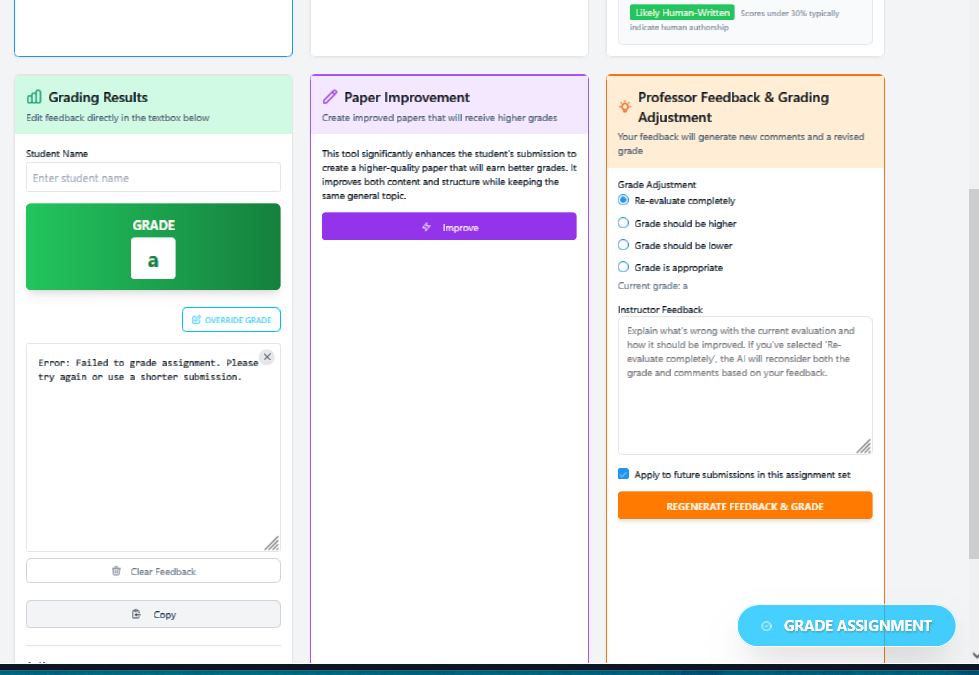 Likely Human-Written Scores under 30% typically
indicate human authorship
Grading Results
Edit feedback directly in the textbox below
Student Name
Enter student name
GRADE
a
OVERRIDE GRADE
Error: Failed to grade assignment. Please
try again or use a shorter submission.
Clear Feedback
Copy
Paper Improvement
Create improved papers that will receive higher grades
This tool significantly enhances the student's submission to
create a higher-quality paper that will earn better grades. It
improves both content and structure while keeping the
same general topic.
Improve
Professor Feedback & Grading
Adjustment
Your feedback will generate new comments and a revised
grade
Grade Adjustment
Re-evaluate completely
Grade should be higher
Grade should be lower
Grade is appropriate
Current grade: a
Instructor Feedback
Explain what's wrong with the current evaluation and
how it should be improved. If you've selected 'Re-
evaluate completely', the AI will reconsider both the
grade and comments based on your feedback.
Apply to future submissions in this assignment set
REGENERATE FEEDBACK & GRADE
GRADE ASSIGNMENT